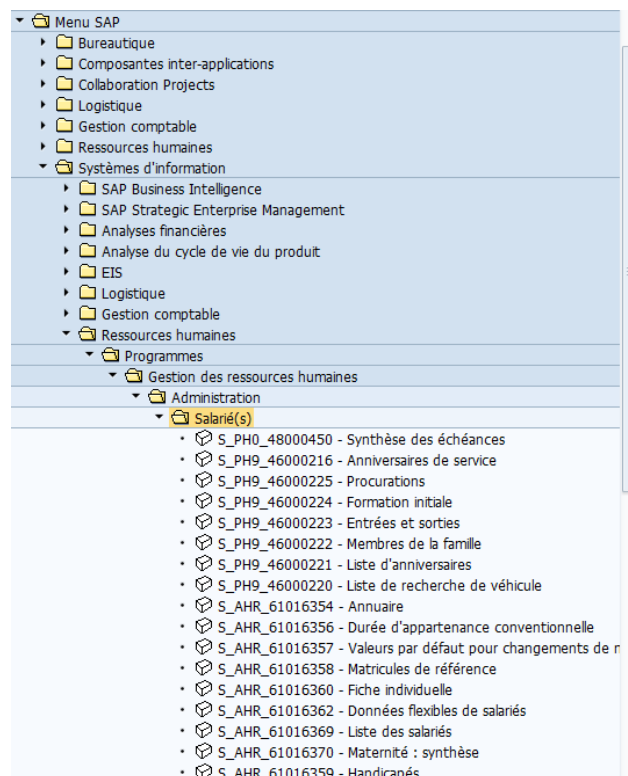 Menu SAP
Bureautique
Composantes inter-applications
Collaboration Projects
Logistique
Gestion comptable
Ressources humaines
Systèmes d'information
SAP Business Intelligence
SAP Strategic Enterprise Management
Analyses financières
Analyse du cycle de vie du produit
EIS
Logistique
Gestion comptable
Ressources humaines
Programmes
Gestion des ressources humaines
Administration
Salarié(s)
S_PH0_48000450 - Synthèse des échéances
S_PH9_46000216 - Anniversaires de service
S_PH9_46000225 - Procurations
S_PH9_46000224 - Formation initiale
S_PH9_46000223 - Entrées et sorties
S_PH9_46000222 - Membres de la famille
S_PH9_46000221 - Liste d'anniversaires
S_PH9_46000220 - Liste de recherche de véhicule
S_AHR_61016354 - Annuaire
S_AHR_61016356 - Durée d'appartenance conventionnelle
S_AHR_61016357 - Valeurs par défaut pour changements de
S_AHR_61016358 - Matricules de référence
S_AHR_61016360 - Fiche individuelle
S_AHR_61016362 - Données flexibles de salariés
S_AHR_61016369 - Liste des salariés
S_AHR_61016370 - Maternité : synthèse
S_AHR_61016359 - Handicapés